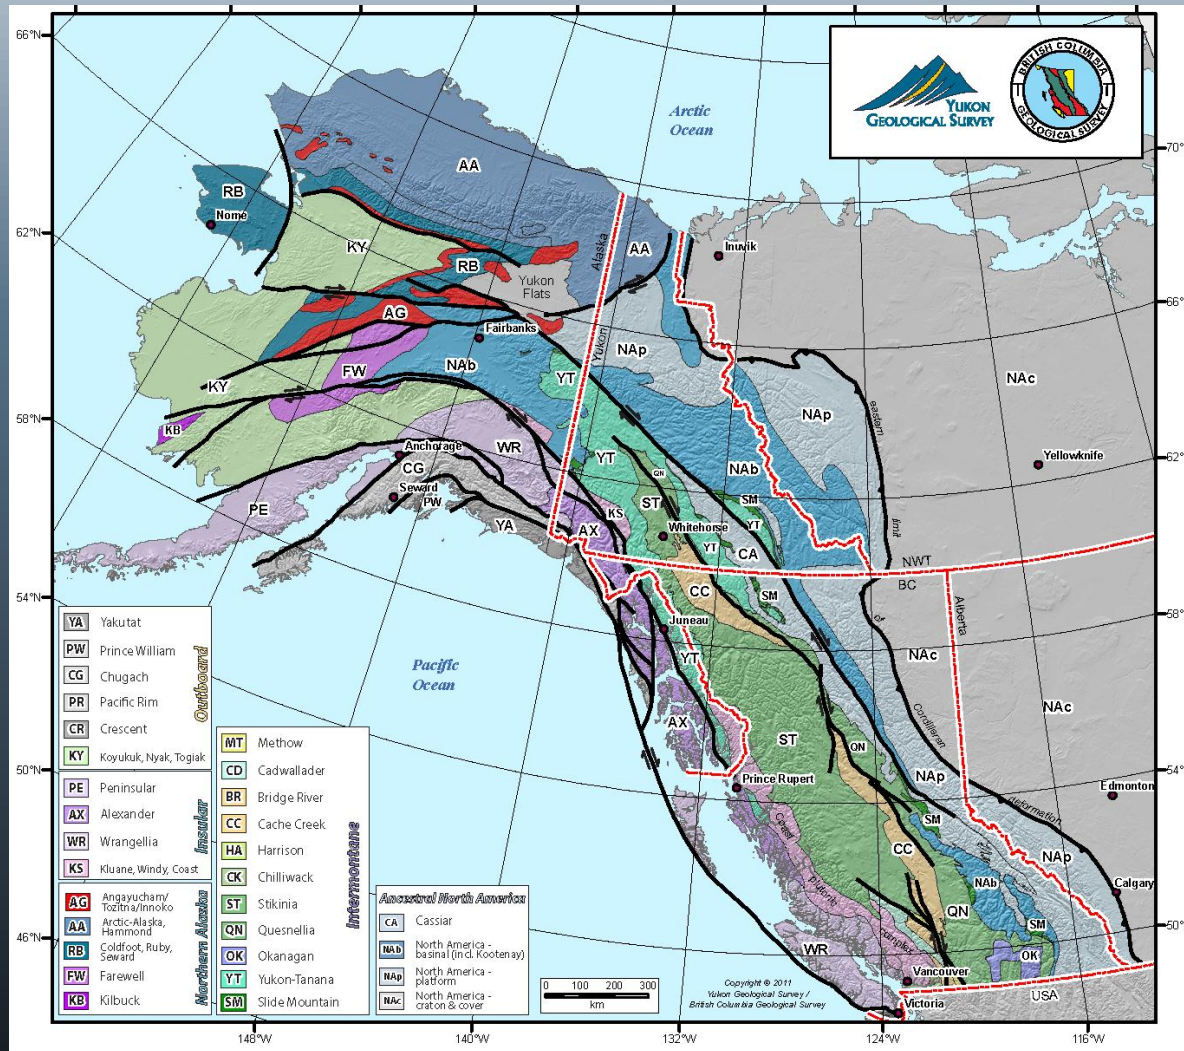 66°N
62°N
58°N
54°N
50°N
46°N
70°N
66°N
62°N
58°N
54°N
50°N
148°W
140°W
132°W
124°W
116°W
YUKON
GEOLOGICAL SURVEY
BRITISH COLUMBIA
GEOLOGICAL SURVEY
Arctic
Ocean
Pacific
Ocean
AA
RB
Nome
KY
RB
Yukon
Flats
Alaska
Yukon
AA
Inuvik
AG
Fairbanks
NAp
NAc
FW
NAb
YT
NAp
eastern
KY
KB
WR
Anchorage
CG
Seward
PW
YA
PE
YT
QN
ST
NAb
SM
YT
Yellowknife
limit
KS
AX
Whitehorse
YT
CA
SM
NWT
BC
CC
Alberta
of
Juneau
YT
NAc
NAc
Cordilleran
AX
ST
QN
NAp
Prince Rupert
Edmonton
deformation
SM
Coast
plutonic
complex
CC
NAp
NAb
Calgary
QN
SM
WR
OK
Vancouver
Victoria
USA
YA Yakutat
PW Prince William
CG Chugach
PR Pacific Rim
CR Crescent
KY Koyukuk, Nyak, Togiak
Outboard
PE Peninsular
AX Alexander
WR Wrangellia
KS Kluane, Windy, Coast
Insular
AG Angayucham/
Tozitna/Innoko
AA Arctic-Alaska,
Hammond
RB Coldfoot, Ruby,
Seward
FW Farewell
KB Kilbuck
Northern Alaska
MT Methow
CD Cadwallader
BR Bridge River
CC Cache Creek
HA Harrison
CK Chilliwack
ST Stikinia
QN Quesnellia
OK Okanagan
YT Yukon-Tanana
SM Slide Mountain
Intermontane
Ancestral North America
CA Cassiar
NAb North America -
basinal (incl. Kootenay)
NAp North America -
platform
NAc North America -
craton & cover
0 100 200 300
km
Copyright © 2011
Yukon Geological Survey /
British Columbia Geological Survey